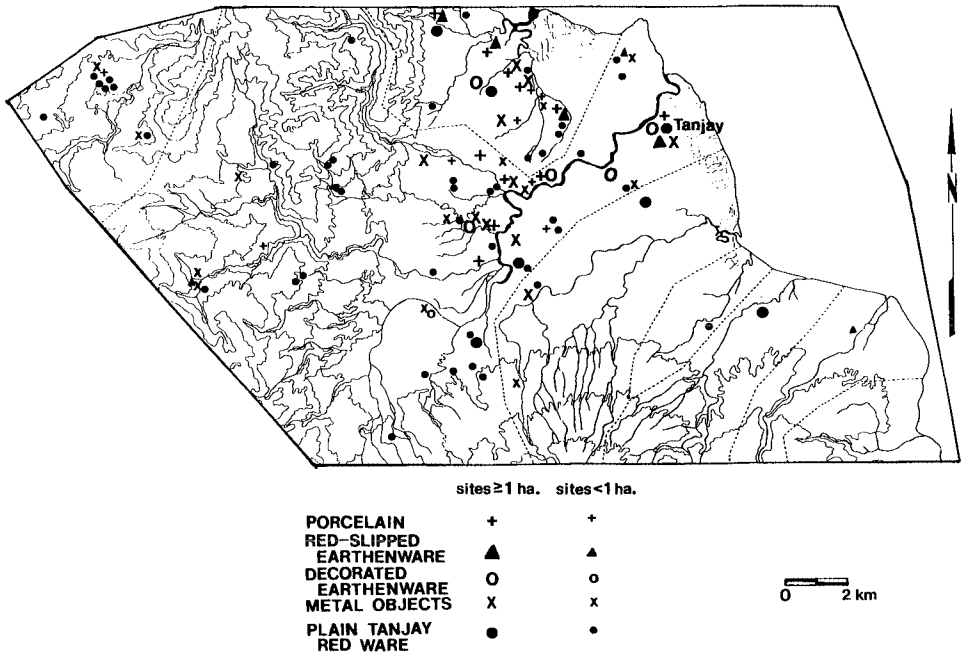 Tanjay
N
sites ≥ 1 ha. sites < 1 ha.
PORCELAIN
RED-SLIPPED
EARTHENWARE
DECORATED
EARTHENWARE
METAL OBJECTS
PLAIN TANJAY
RED WARE
0 2 km